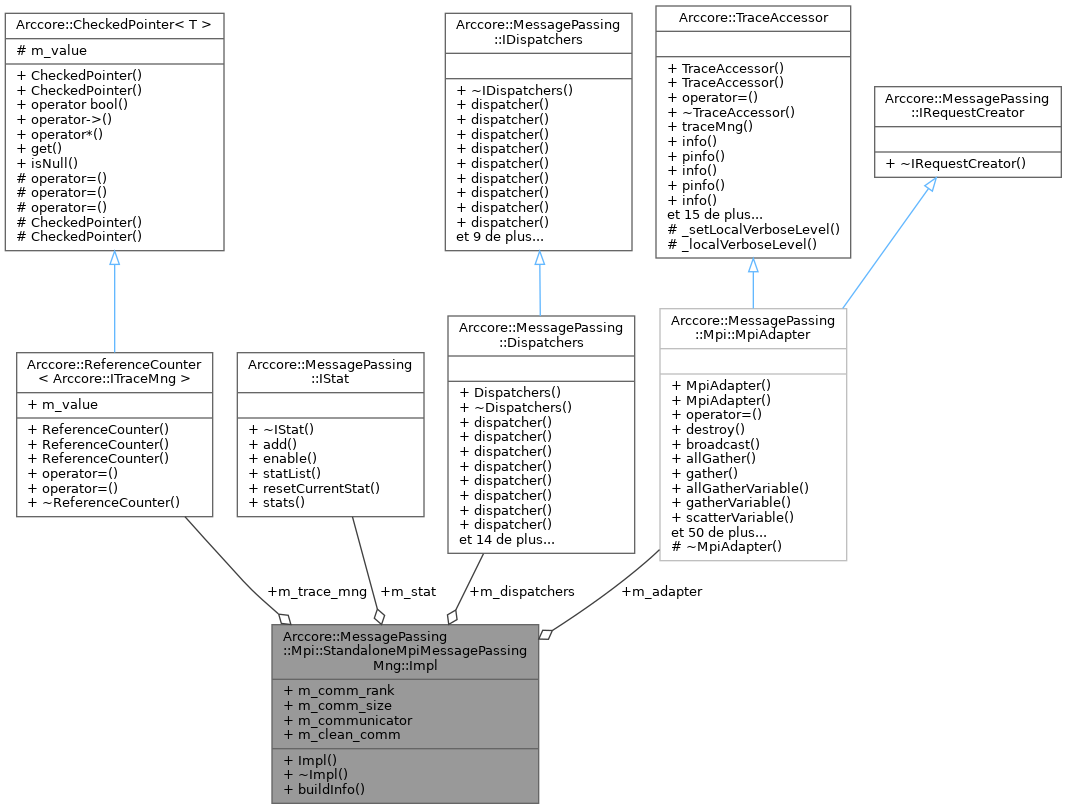 Arccore::CheckedPointer< T >
# m_value
+ CheckedPointer()
+ CheckedPointer()
+ operator bool()
+ operator->()
+ operator*()
+ get()
+ isNull()
# operator=()
# operator=()
# operator=()
# CheckedPointer()
# CheckedPointer()
Arccore::MessagePassing
::IDispatchers
+ ~IDispatchers()
+ dispatcher()
+ dispatcher()
+ dispatcher()
+ dispatcher()
+ dispatcher()
+ dispatcher()
+ dispatcher()
+ dispatcher()
+ dispatcher()
et 9 de plus...
Arccore::TraceAccessor
+ TraceAccessor()
+ TraceAccessor()
+ operator=()
+ ~TraceAccessor()
+ traceMng()
+ info()
+ pinfo()
+ info()
+ pinfo()
+ info()
et 15 de plus...
# _setLocalVerboseLevel()
# _localVerboseLevel()
Arccore::MessagePassing
::IRequestCreator
+ ~IRequestCreator()
Arccore::ReferenceCounter
< Arccore::ITraceMng >
+ m_value
+ ReferenceCounter()
+ ReferenceCounter()
+ ReferenceCounter()
+ operator=()
+ operator=()
+ ~ReferenceCounter()
Arccore::MessagePassing
::IStat
+ ~IStat()
+ add()
+ enable()
+ statList()
+ resetCurrentStat()
+ stats()
Arccore::MessagePassing
::Dispatchers
+ Dispatchers()
+ ~Dispatchers()
+ dispatcher()
+ dispatcher()
+ dispatcher()
+ dispatcher()
+ dispatcher()
+ dispatcher()
+ dispatcher()
+ dispatcher()
et 14 de plus...
Arccore::MessagePassing
::Mpi::MpiAdapter
+ MpiAdapter()
+ MpiAdapter()
+ operator=()
+ destroy()
+ broadcast()
+ allGather()
+ gather()
+ allGatherVariable()
+ gatherVariable()
+ scatterVariable()
et 50 de plus...
# ~MpiAdapter()
+m_trace_mng
+m_stat
+m_dispatchers
+m_adapter
Arccore::MessagePassing
::Mpi::StandaloneMpiMessagePassing
Mng::Impl
+ m_comm_rank
+ m_comm_size
+ m_communicator
+ m_clean_comm
+ Impl()
+ ~Impl()
+ buildInfo()